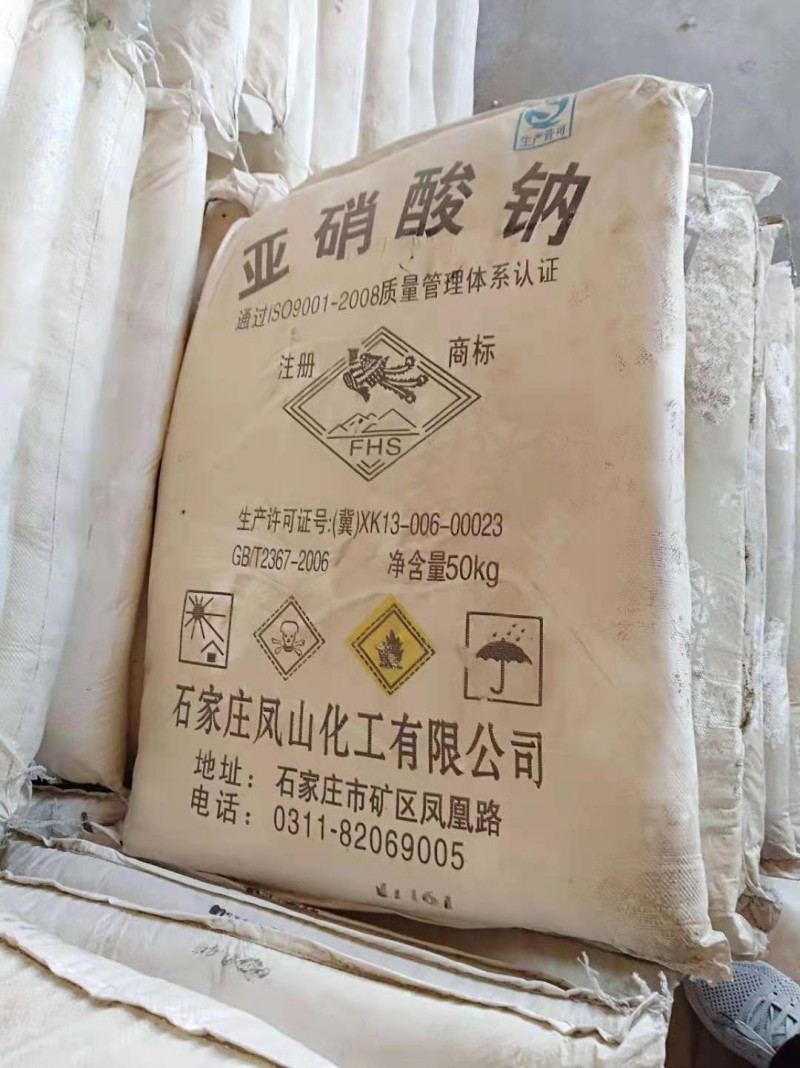 生产许可
亚硝酸钠
通过ISO9001-2008质量管理体系认证
注册 商标
FHS
生产许可证号:(冀)XK13-006-00023
GB/T2367-2006 净含量50kg
石家庄凤山化工有限公司
地址：石家庄市矿区凤凰路
电话：0311-82069005